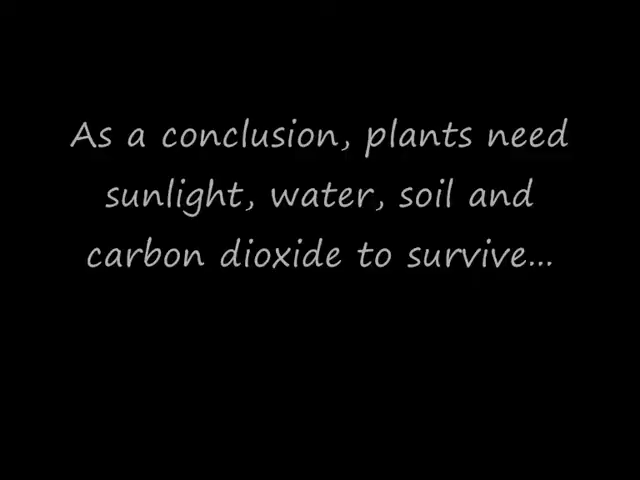 As a conclusion, plants need
sunlight, water, soil and
carbon dioxide to survive...